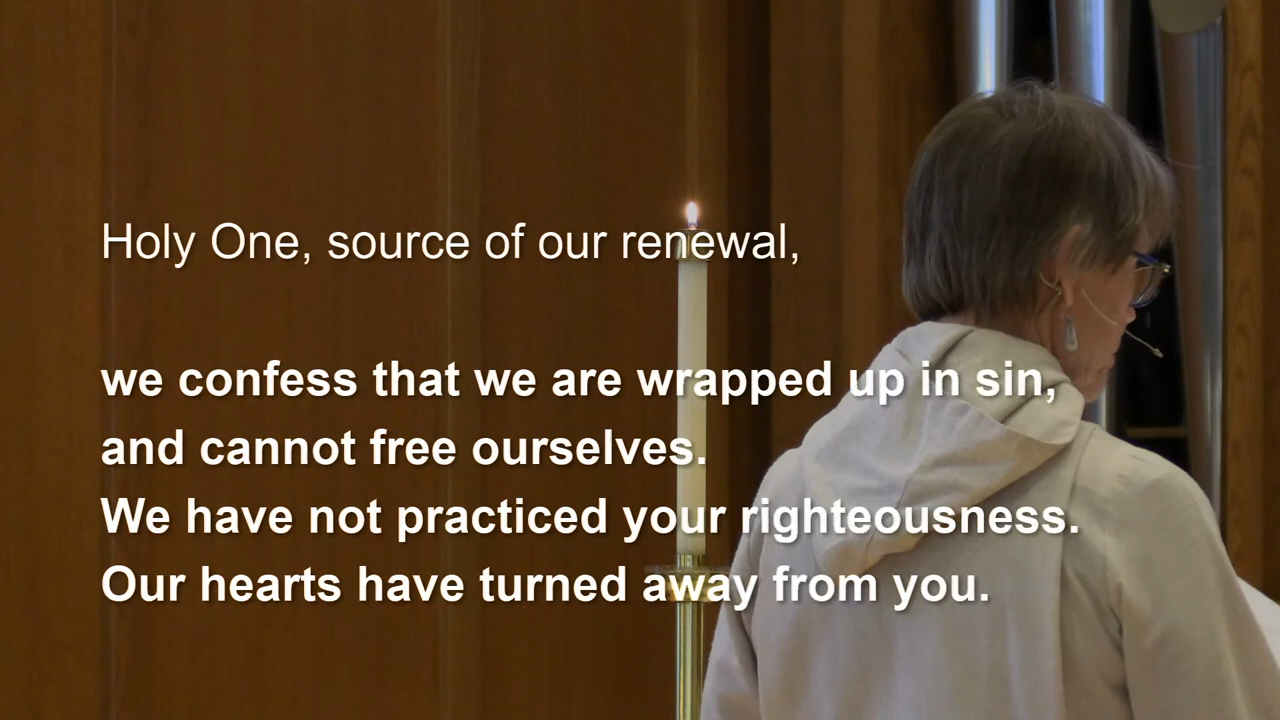 Holy One, source of our renewal,
we confess that we are wrapped up in sin,
and cannot free ourselves.
We have not practiced your righteousness.
Our hearts have turned away from you.